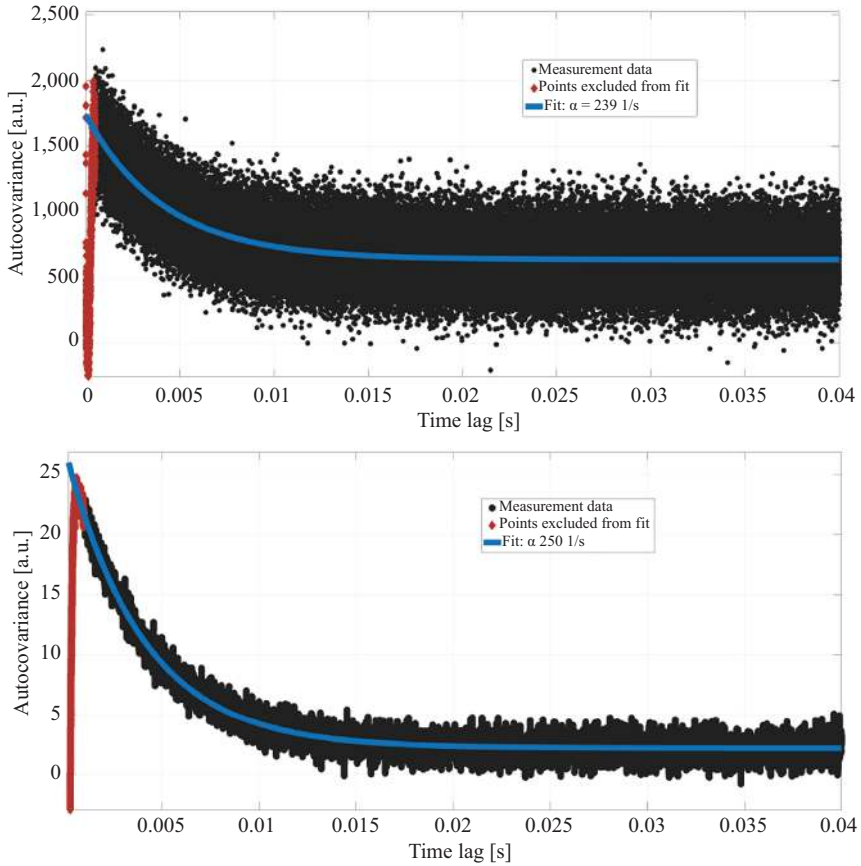 2,500
2,000
1,500
1,000
500
0
Autocovariance [a.u.]
Measurement data
Points excluded from fit
Fit: α = 239 1/s
0 0.005 0.01 0.015 0.02 0.025 0.03 0.035 0.04
Time lag [s]
25
20
15
10
5
0
Autocovariance [a.u.]
Measurement data
Points excluded from fit
Fit: α 250 1/s
0.005 0.01 0.015 0.02 0.025 0.03 0.035 0.04
Time lag [s]